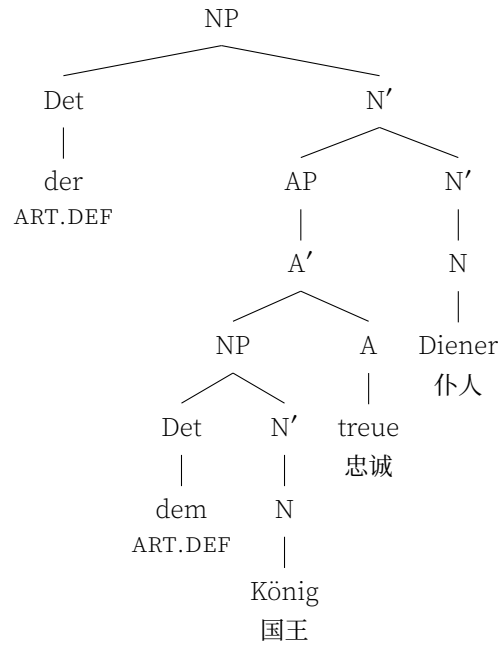 NP
Det N′
der AP N′
ART.DEF
A′ N
NP A Diener
仆人
Det N′ treue
忠诚
dem N
ART.DEF
König
国王